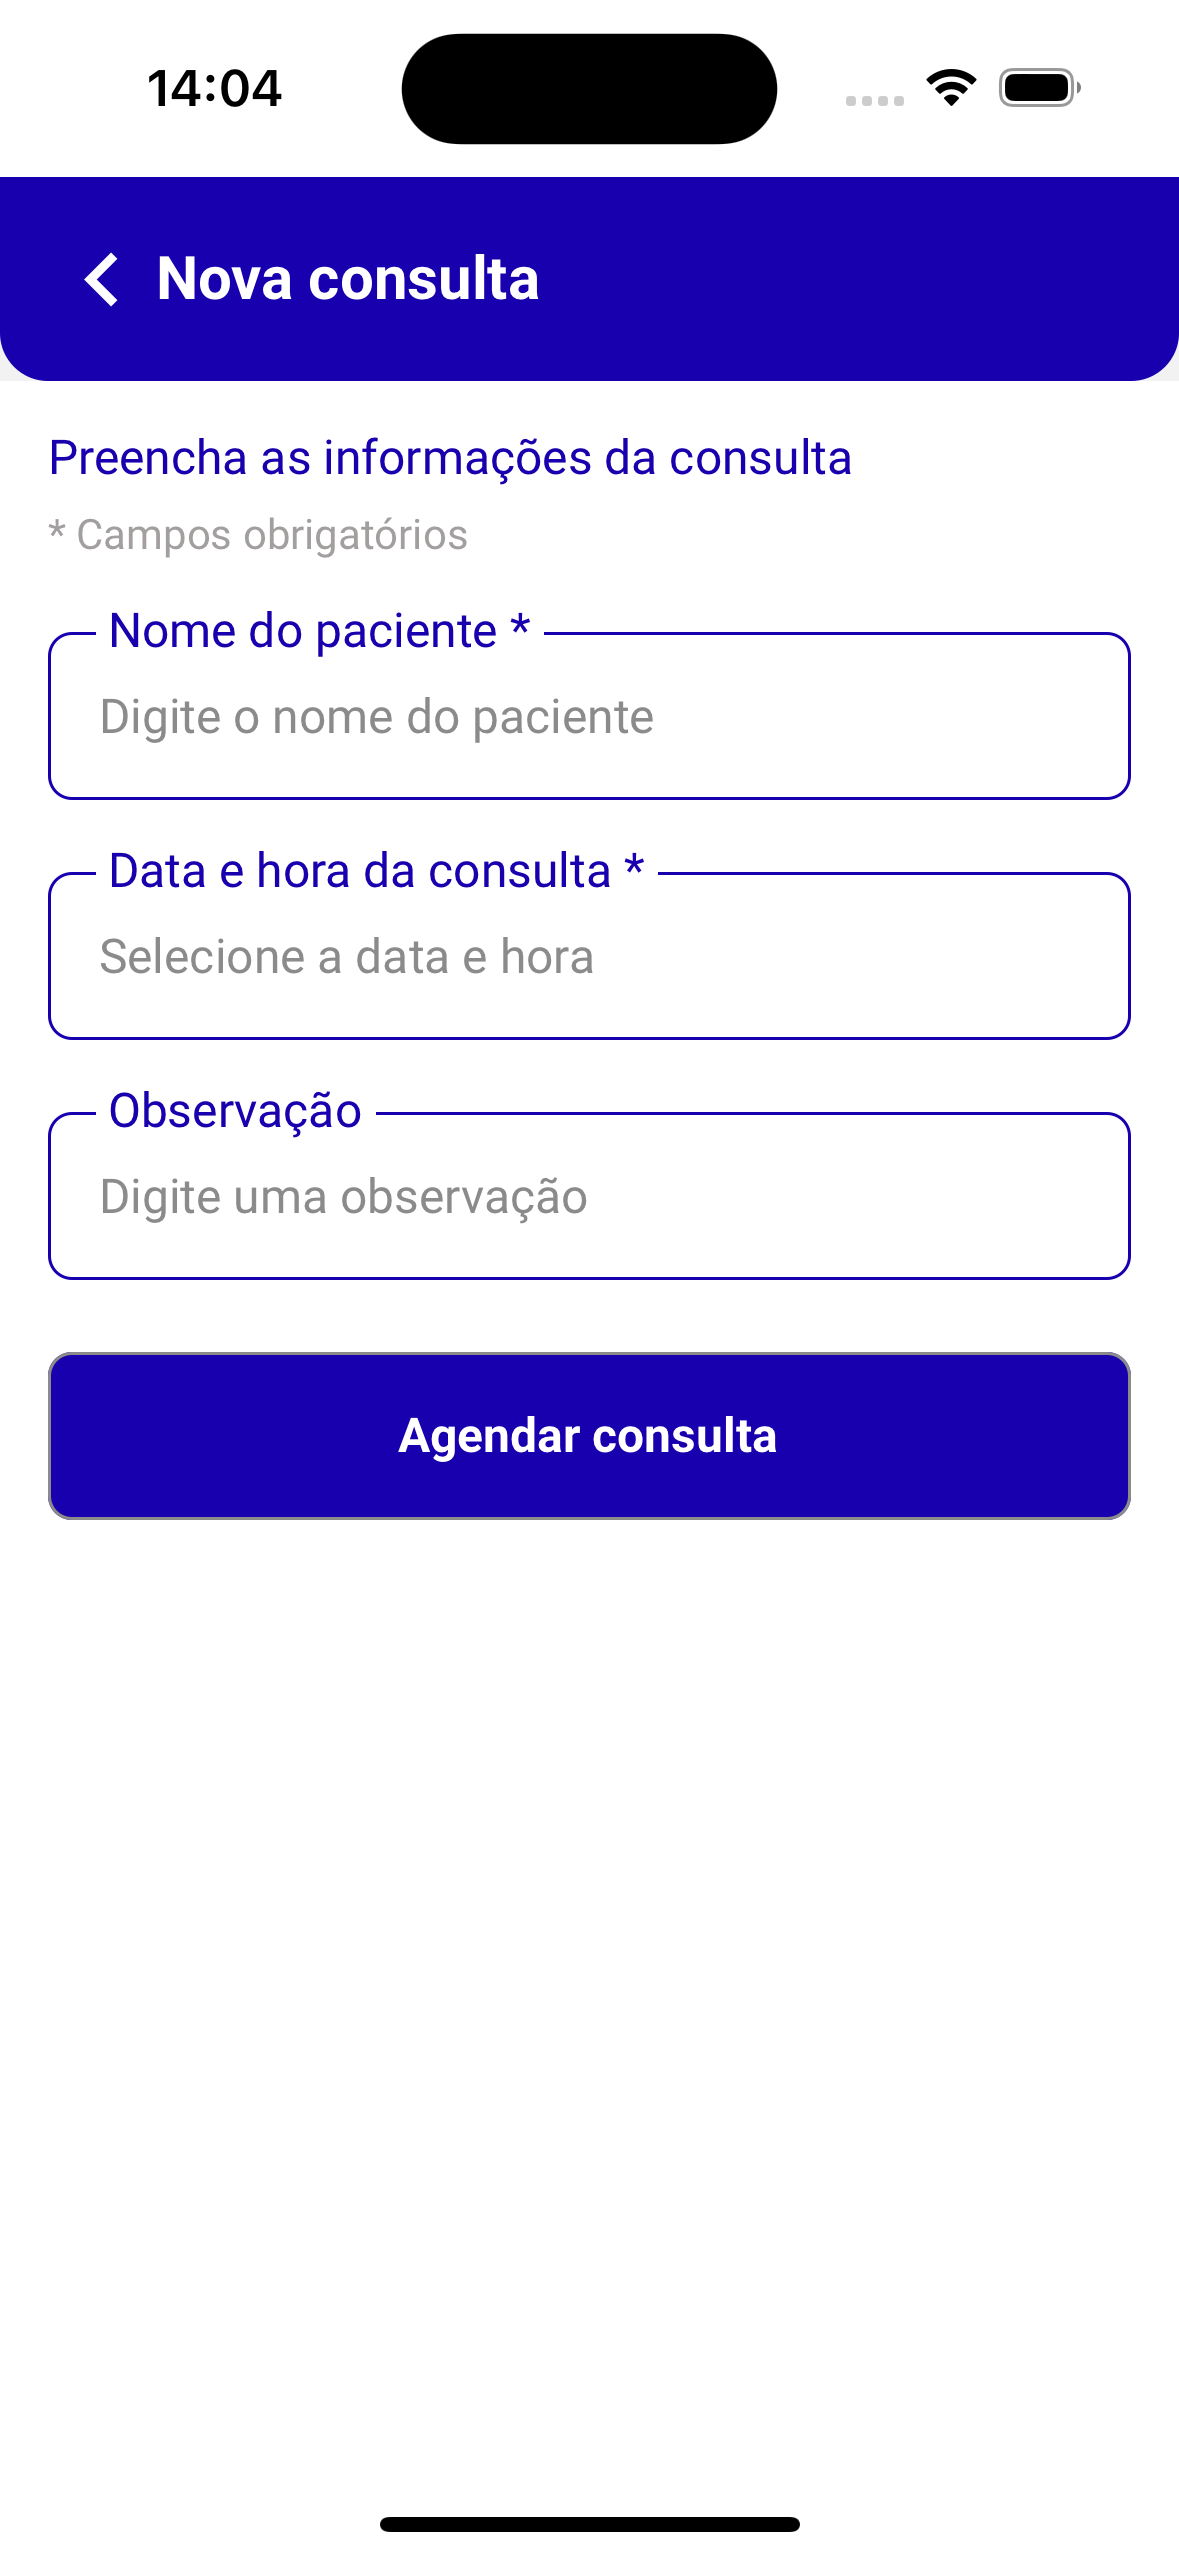 14:04
Nova consulta
Preencha as informações da consulta
* Campos obrigatórios
Nome do paciente *
Digite o nome do paciente
Data e hora da consulta *
Selecione a data e hora
Observação
Digite uma observação
Agendar consulta